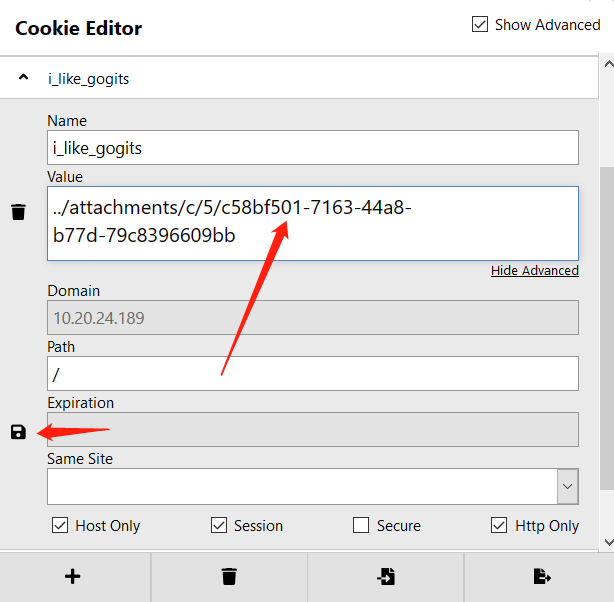 Cookie Editor
Show Advanced
i_like_gogits
Name
i_like_gogits
Value
../attachments/c/5/c58bf501-7163-44a8-
b77d-79c8396609bb
Hide Advanced
Domain
10.20.24.189
Path
/
Expiration
Same Site
Host Only Session Secure Http Only